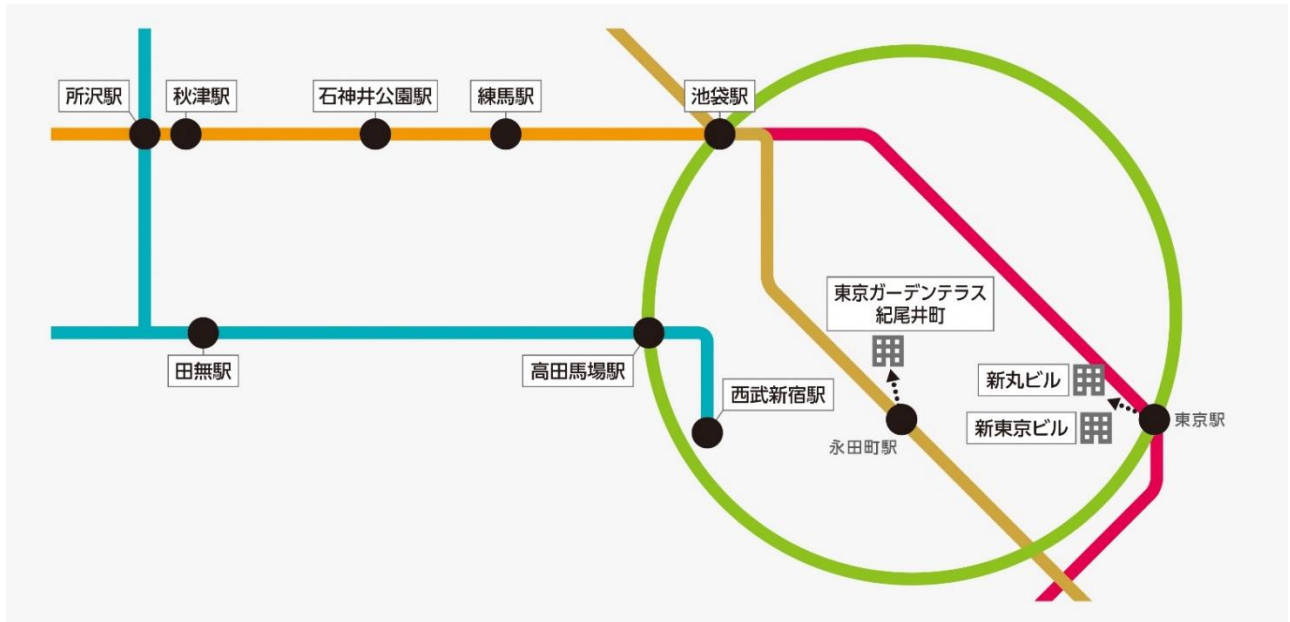 所沢駅
秋津駅
石神井公園駅
練馬駅
池袋駅
東京ガーデンテラス
紀尾井町
田無駅
高田馬場駅
西武新宿駅
新丸ビル
新東京ビル
東京駅
永田町駅